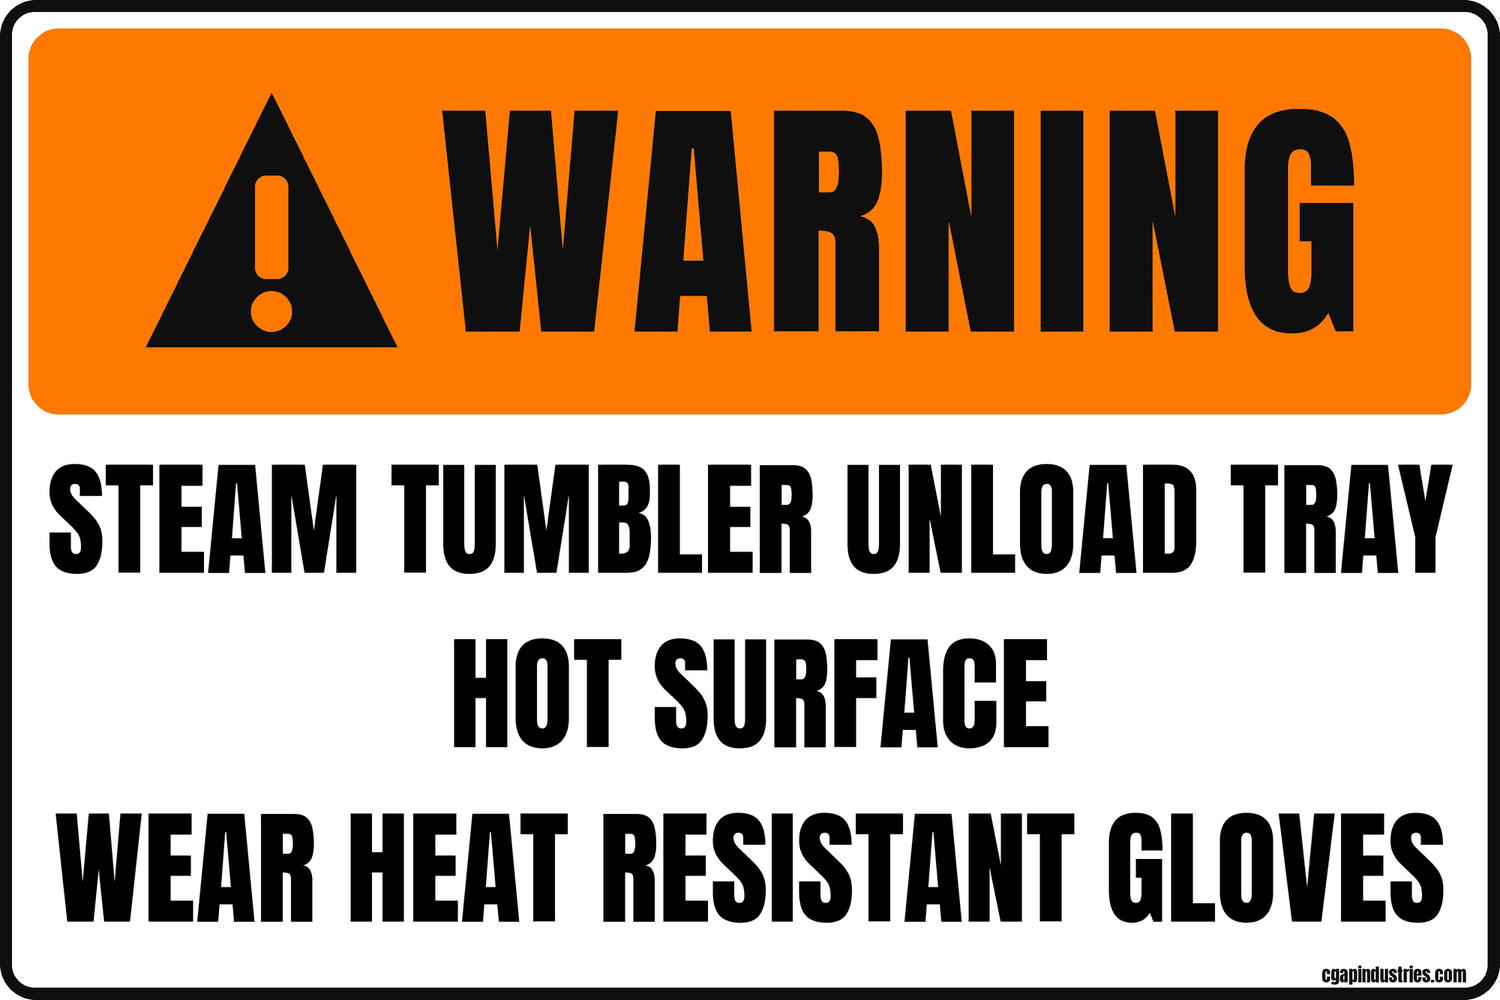 WARNING
STEAM TUMBLER UNLOAD TRAY
HOT SURFACE
WEAR HEAT RESISTANT GLOVES
cgapindustries.com